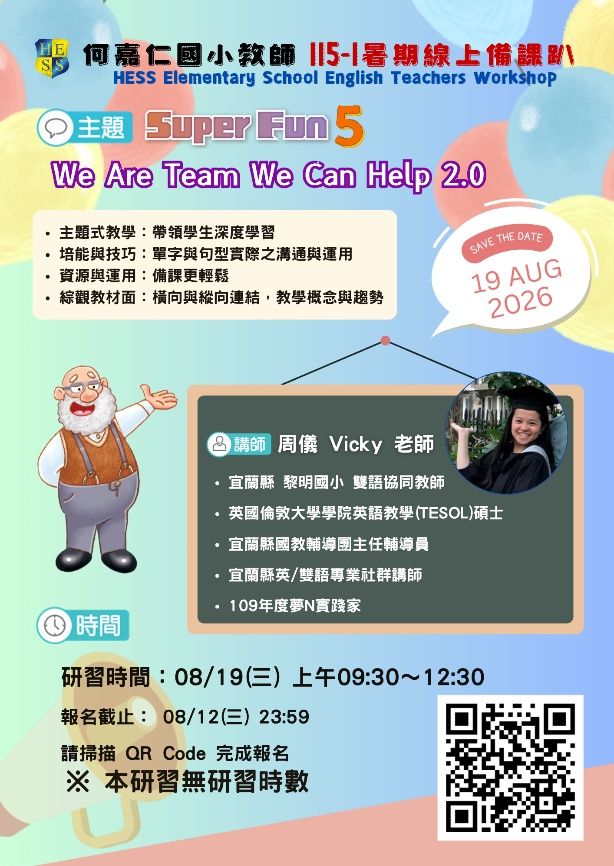 HESS
何嘉仁國小教師 115-1暑期線上備課趴
HESS Elementary School English Teachers Workshop
主題 Super Fun 5
We Are Team We Can Help 2.0
• 主題式教學：帶領學生深度學習
• 培能與技巧：單字與句型實際之溝通與運用
• 資源與運用：備課更輕鬆
• 綜觀教材面：橫向與縱向連結，教學概念與趨勢
SAVE THE DATE
19 AUG
2026
講師 周儀 Vicky 老師
• 宜蘭縣 黎明國小 雙語協同教師
• 英國倫敦大學學院英語教學(TESOL)碩士
• 宜蘭縣國教輔導團主任輔導員
• 宜蘭縣英/雙語專業社群講師
• 109年度夢N實踐家
時間
研習時間：08/19(三) 上午09:30～12:30
報名截止： 08/12(三) 23:59
請掃描 QR Code 完成報名
※ 本研習無研習時數